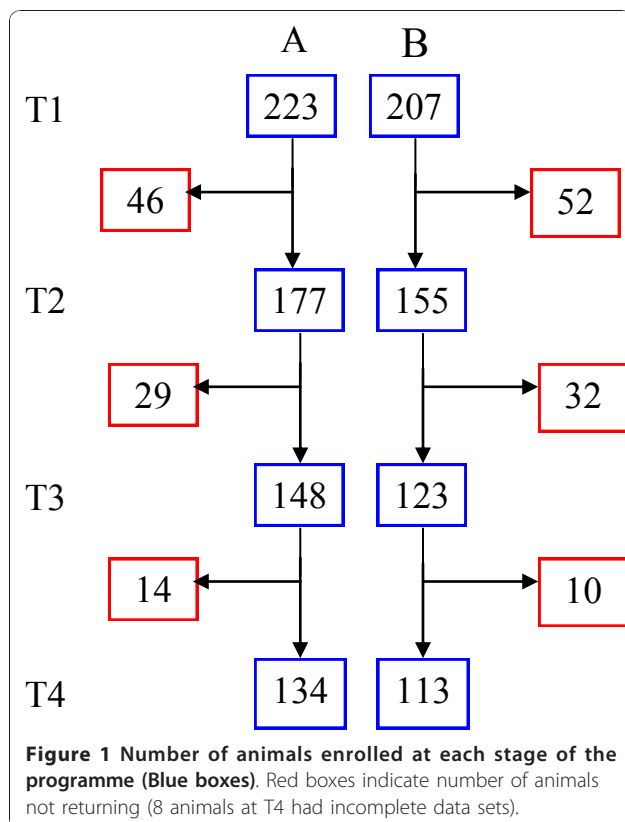 A B
T1 223 207
46 52
T2 177 155
29 32
T3 148 123
14 10
T4 134 113
Figure 1 Number of animals enrolled at each stage of the
programme (Blue boxes). Red boxes indicate number of animals
not returning (8 animals at T4 had incomplete data sets).